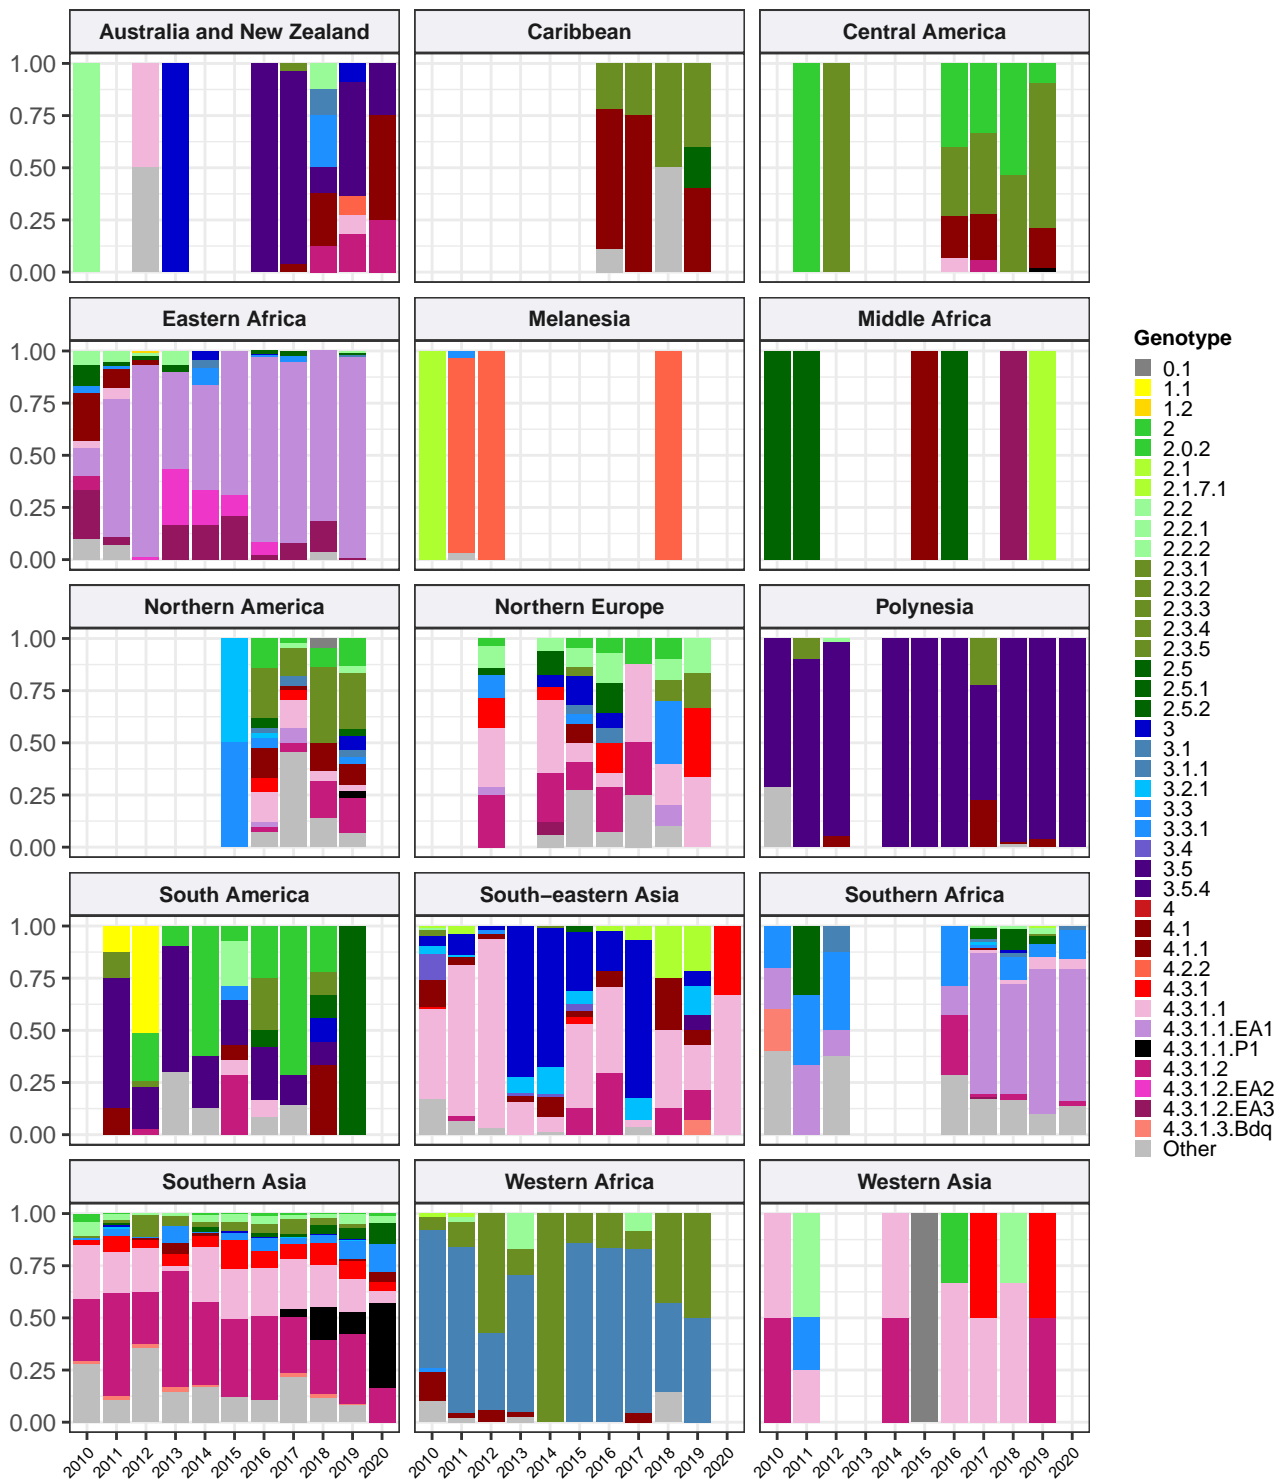 Australia and New Zealand
Caribbean
Central America
1.00
0.75
0.50
0.25
0.00
Eastern Africa
Melanesia
Middle Africa
1.00
0.75
0.50
0.25
0.00
Northern America
Northern Europe
Polynesia
1.00
0.75
0.50
0.25
0.00
South America
South−eastern Asia
Southern Africa
1.00
0.75
0.50
0.25
0.00
Southern Asia
Western Africa
Western Asia
1.00
0.75
0.50
0.25
0.00
2010 2011 2012 2013 2014 2015 2016 2017 2018 2019 2020
2010 2011 2012 2013 2014 2015 2016 2017 2018 2019 2020
2010 2011 2012 2013 2014 2015 2016 2017 2018 2019 2020
Genotype
0.1
1.1
1.2
2
2.0.2
2.1
2.1.7.1
2.2
2.2.1
2.2.2
2.3.1
2.3.2
2.3.3
2.3.4
2.3.5
2.5
2.5.1
2.5.2
3
3.1
3.1.1
3.2.1
3.3
3.3.1
3.4
3.5
3.5.4
4
4.1
4.1.1
4.2.2
4.3.1
4.3.1.1
4.3.1.1.EA1
4.3.1.1.P1
4.3.1.2
4.3.1.2.EA2
4.3.1.2.EA3
4.3.1.3.Bdq
Other